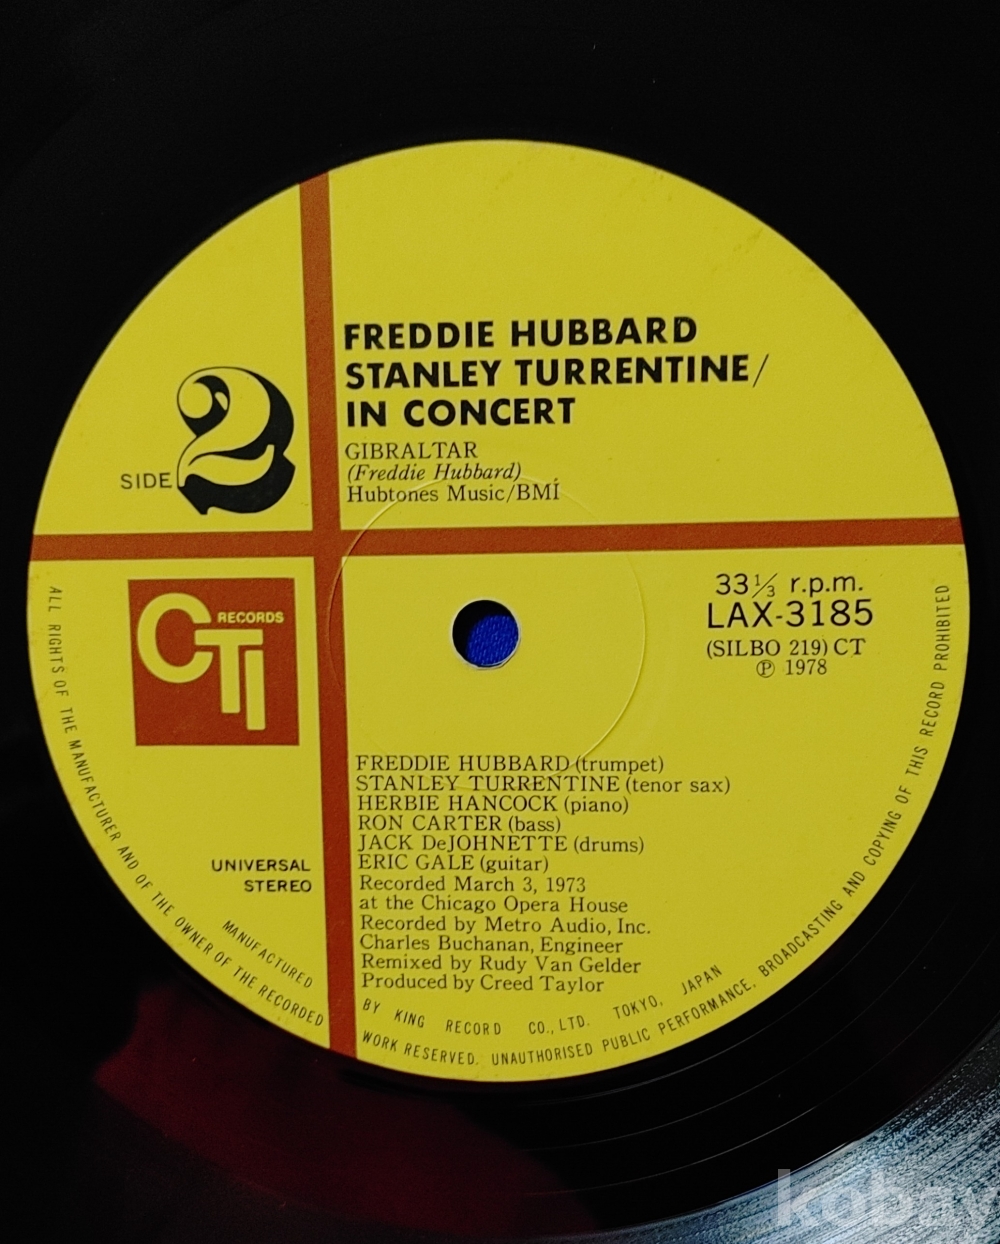 FREDDIE HUBBARD
STANLEY TURRENTINE/
IN CONCERT
GIBRALTAR
(Freddie Hubbard)
Hubtones Music/BMI
SIDE 2
CTI RECORDS
33⅓ r.p.m.
LAX-3185
(SILBO 219) CT
℗ 1978
FREDDIE HUBBARD (trumpet)
STANLEY TURRENTINE (tenor sax)
HERBIE HANCOCK (piano)
RON CARTER (bass)
JACK DeJOHNETTE (drums)
ERIC GALE (guitar)
Recorded March 3, 1973
at the Chicago Opera House
Recorded by Metro Audio, Inc.
Charles Buchanan, Engineer
Remixed by Rudy Van Gelder
Produced by Creed Taylor
UNIVERSAL
STEREO
MANUFACTURED BY KING RECORD CO., LTD. TOKYO, JAPAN
ALL RIGHTS OF THE MANUFACTURER AND OF THE OWNER OF THE RECORDED WORK RESERVED. UNAUTHORISED PUBLIC PERFORMANCE, BROADCASTING AND COPYING OF THIS RECORD PROHIBITED
kobay